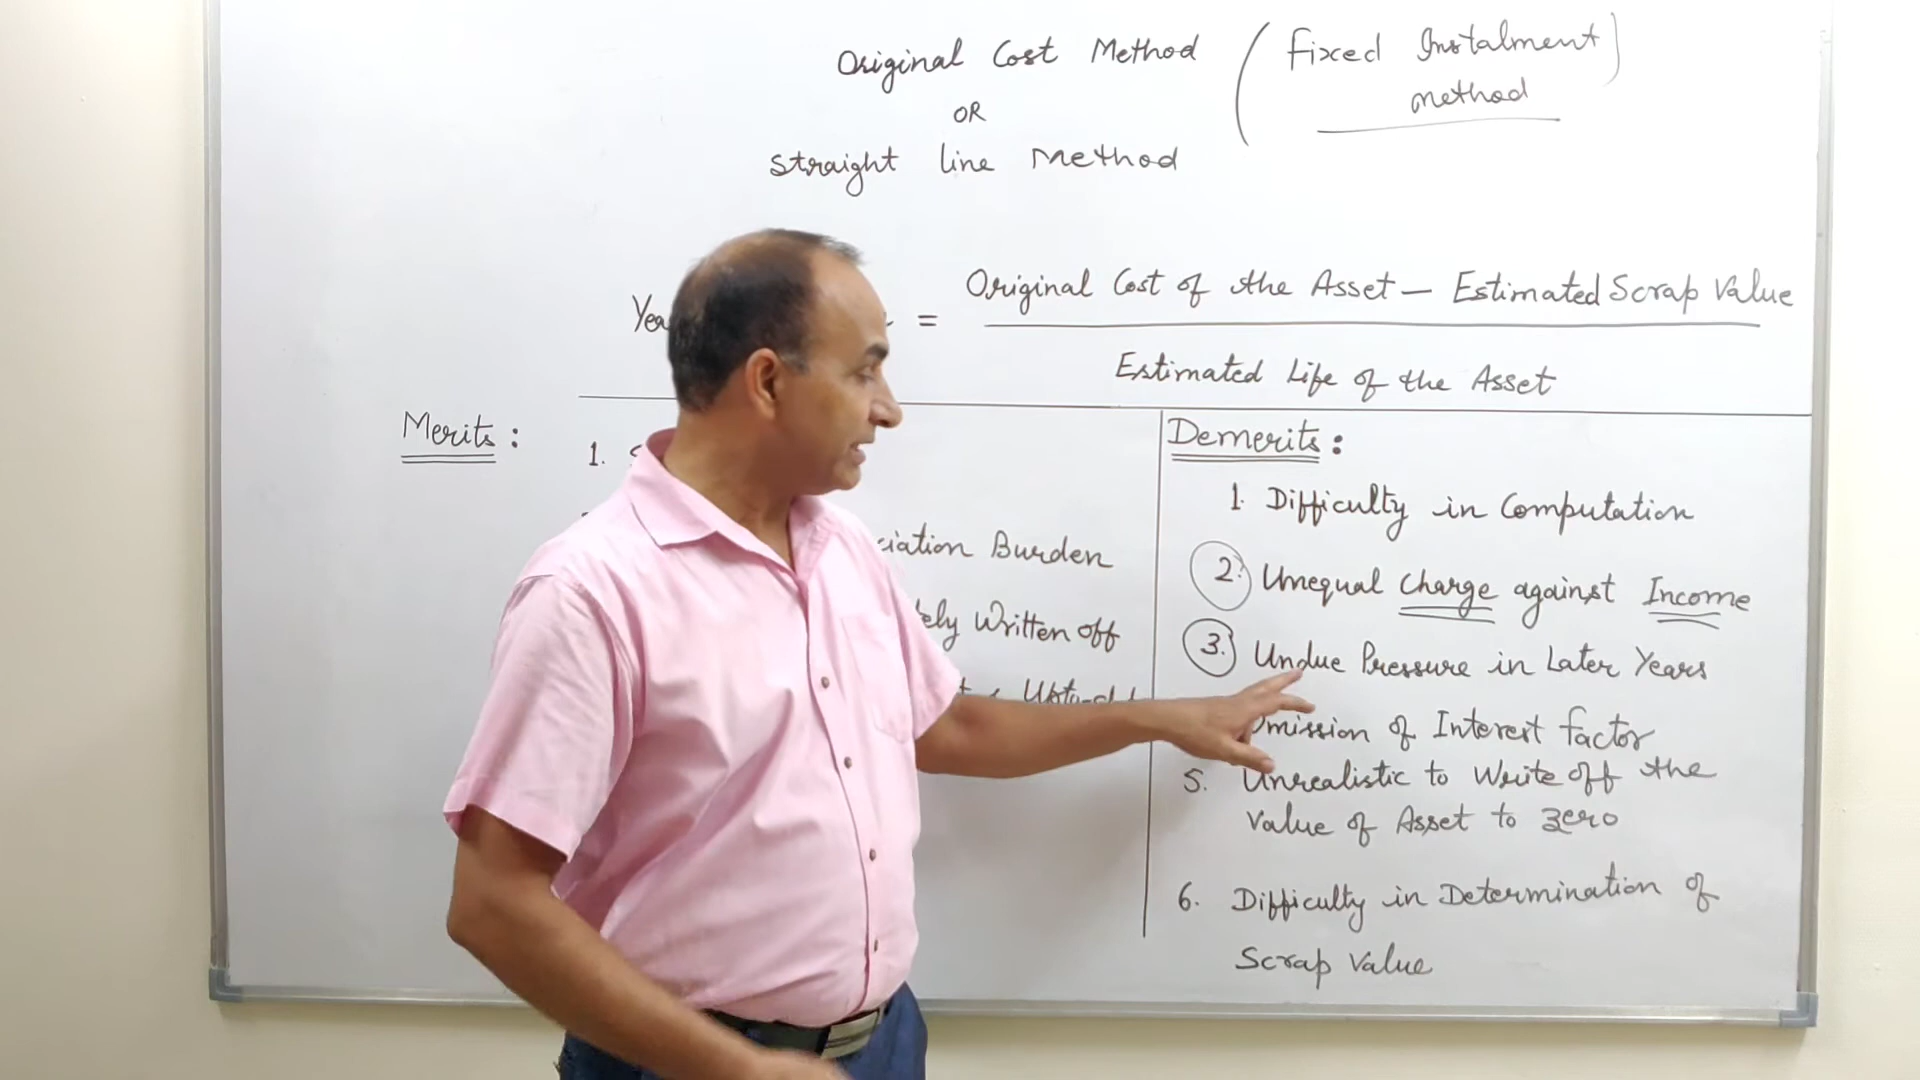 Original Cost Method (Fixed Instalment
method)
OR
Straight line Method
= Original Cost of the Asset — Estimated Scrap Value
Estimated Life of the Asset
Merits:
1.
Burden
Written off
Demerits:
1. Difficulty in Computation
2. Unequal Charge against Income
3. Undue Pressure in Later Years
Omission of Interest factor
5. Unrealistic to Write off the
Value of Asset to zero
6. Difficulty in Determination of
Scrap Value